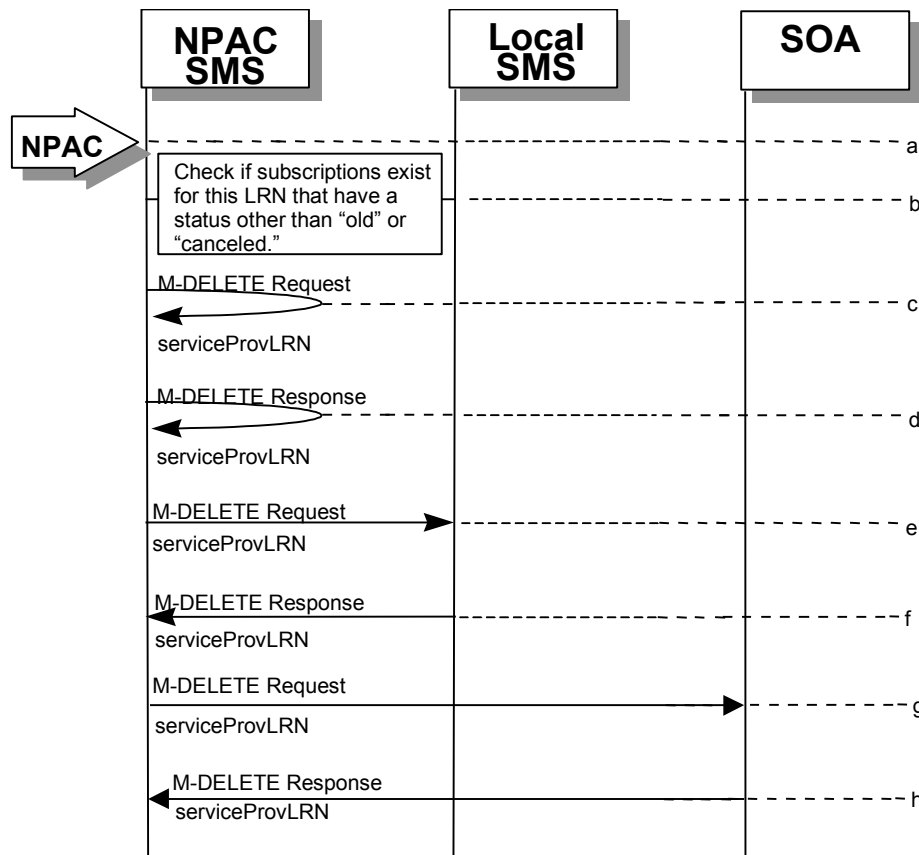 NPAC
SMS
Local
SMS
SOA
NPAC
a
Check if subscriptions exist
for this LRN that have a
status other than “old” or
“canceled.”
b
M-DELETE Request
c
serviceProvLRN
M-DELETE Response
d
serviceProvLRN
M-DELETE Request
e
serviceProvLRN
M-DELETE Response
f
serviceProvLRN
M-DELETE Request
g
serviceProvLRN
M-DELETE Response
h
serviceProvLRN